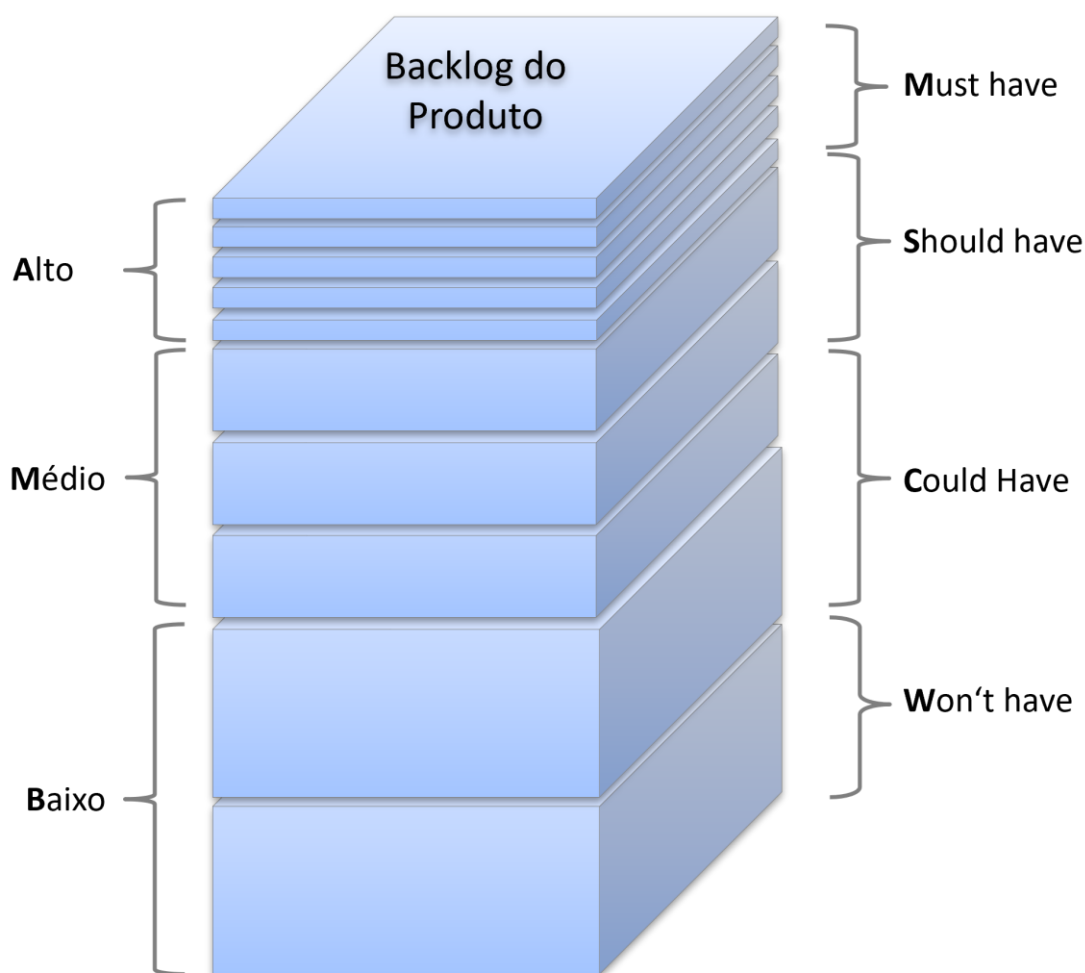 Backlog do
Produto
Must have
Should have
Alto
Médio
Could Have
Won‘t have
Baixo